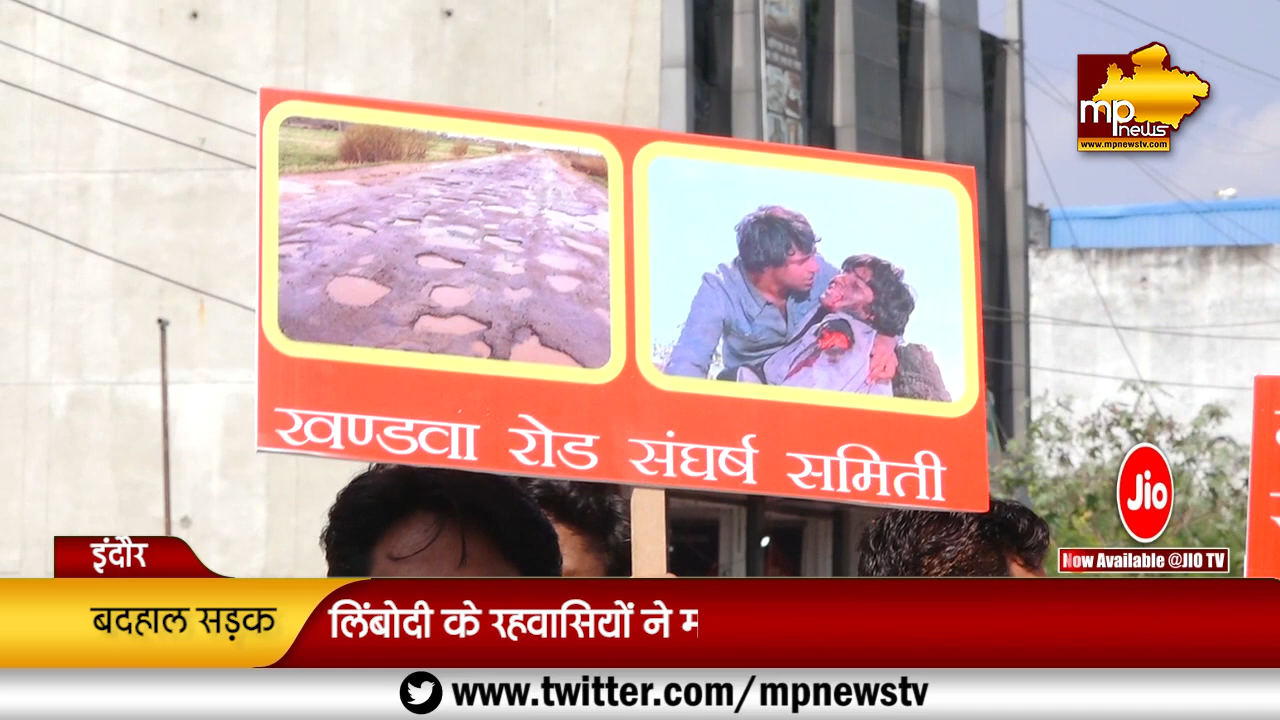 mp
news
www.mpnewstv.com
खण्डवा रोड संघर्ष समिती
Jio
Now Available @JIO TV
इंदौर
बदहाल सड़क
लिंबोदी के रहवासियों ने
www.twitter.com/mpnewstv